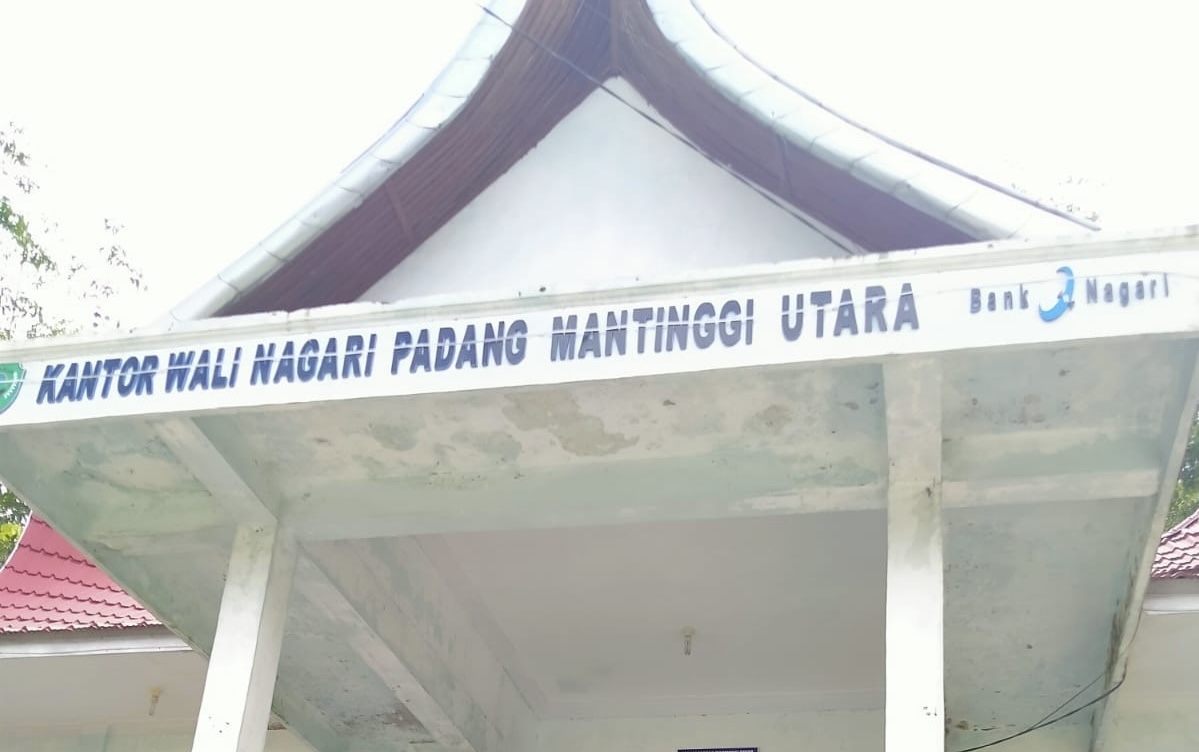 KANTOR WALI NAGARI PADANG MANTINGGI UTARA
Bank Nagari